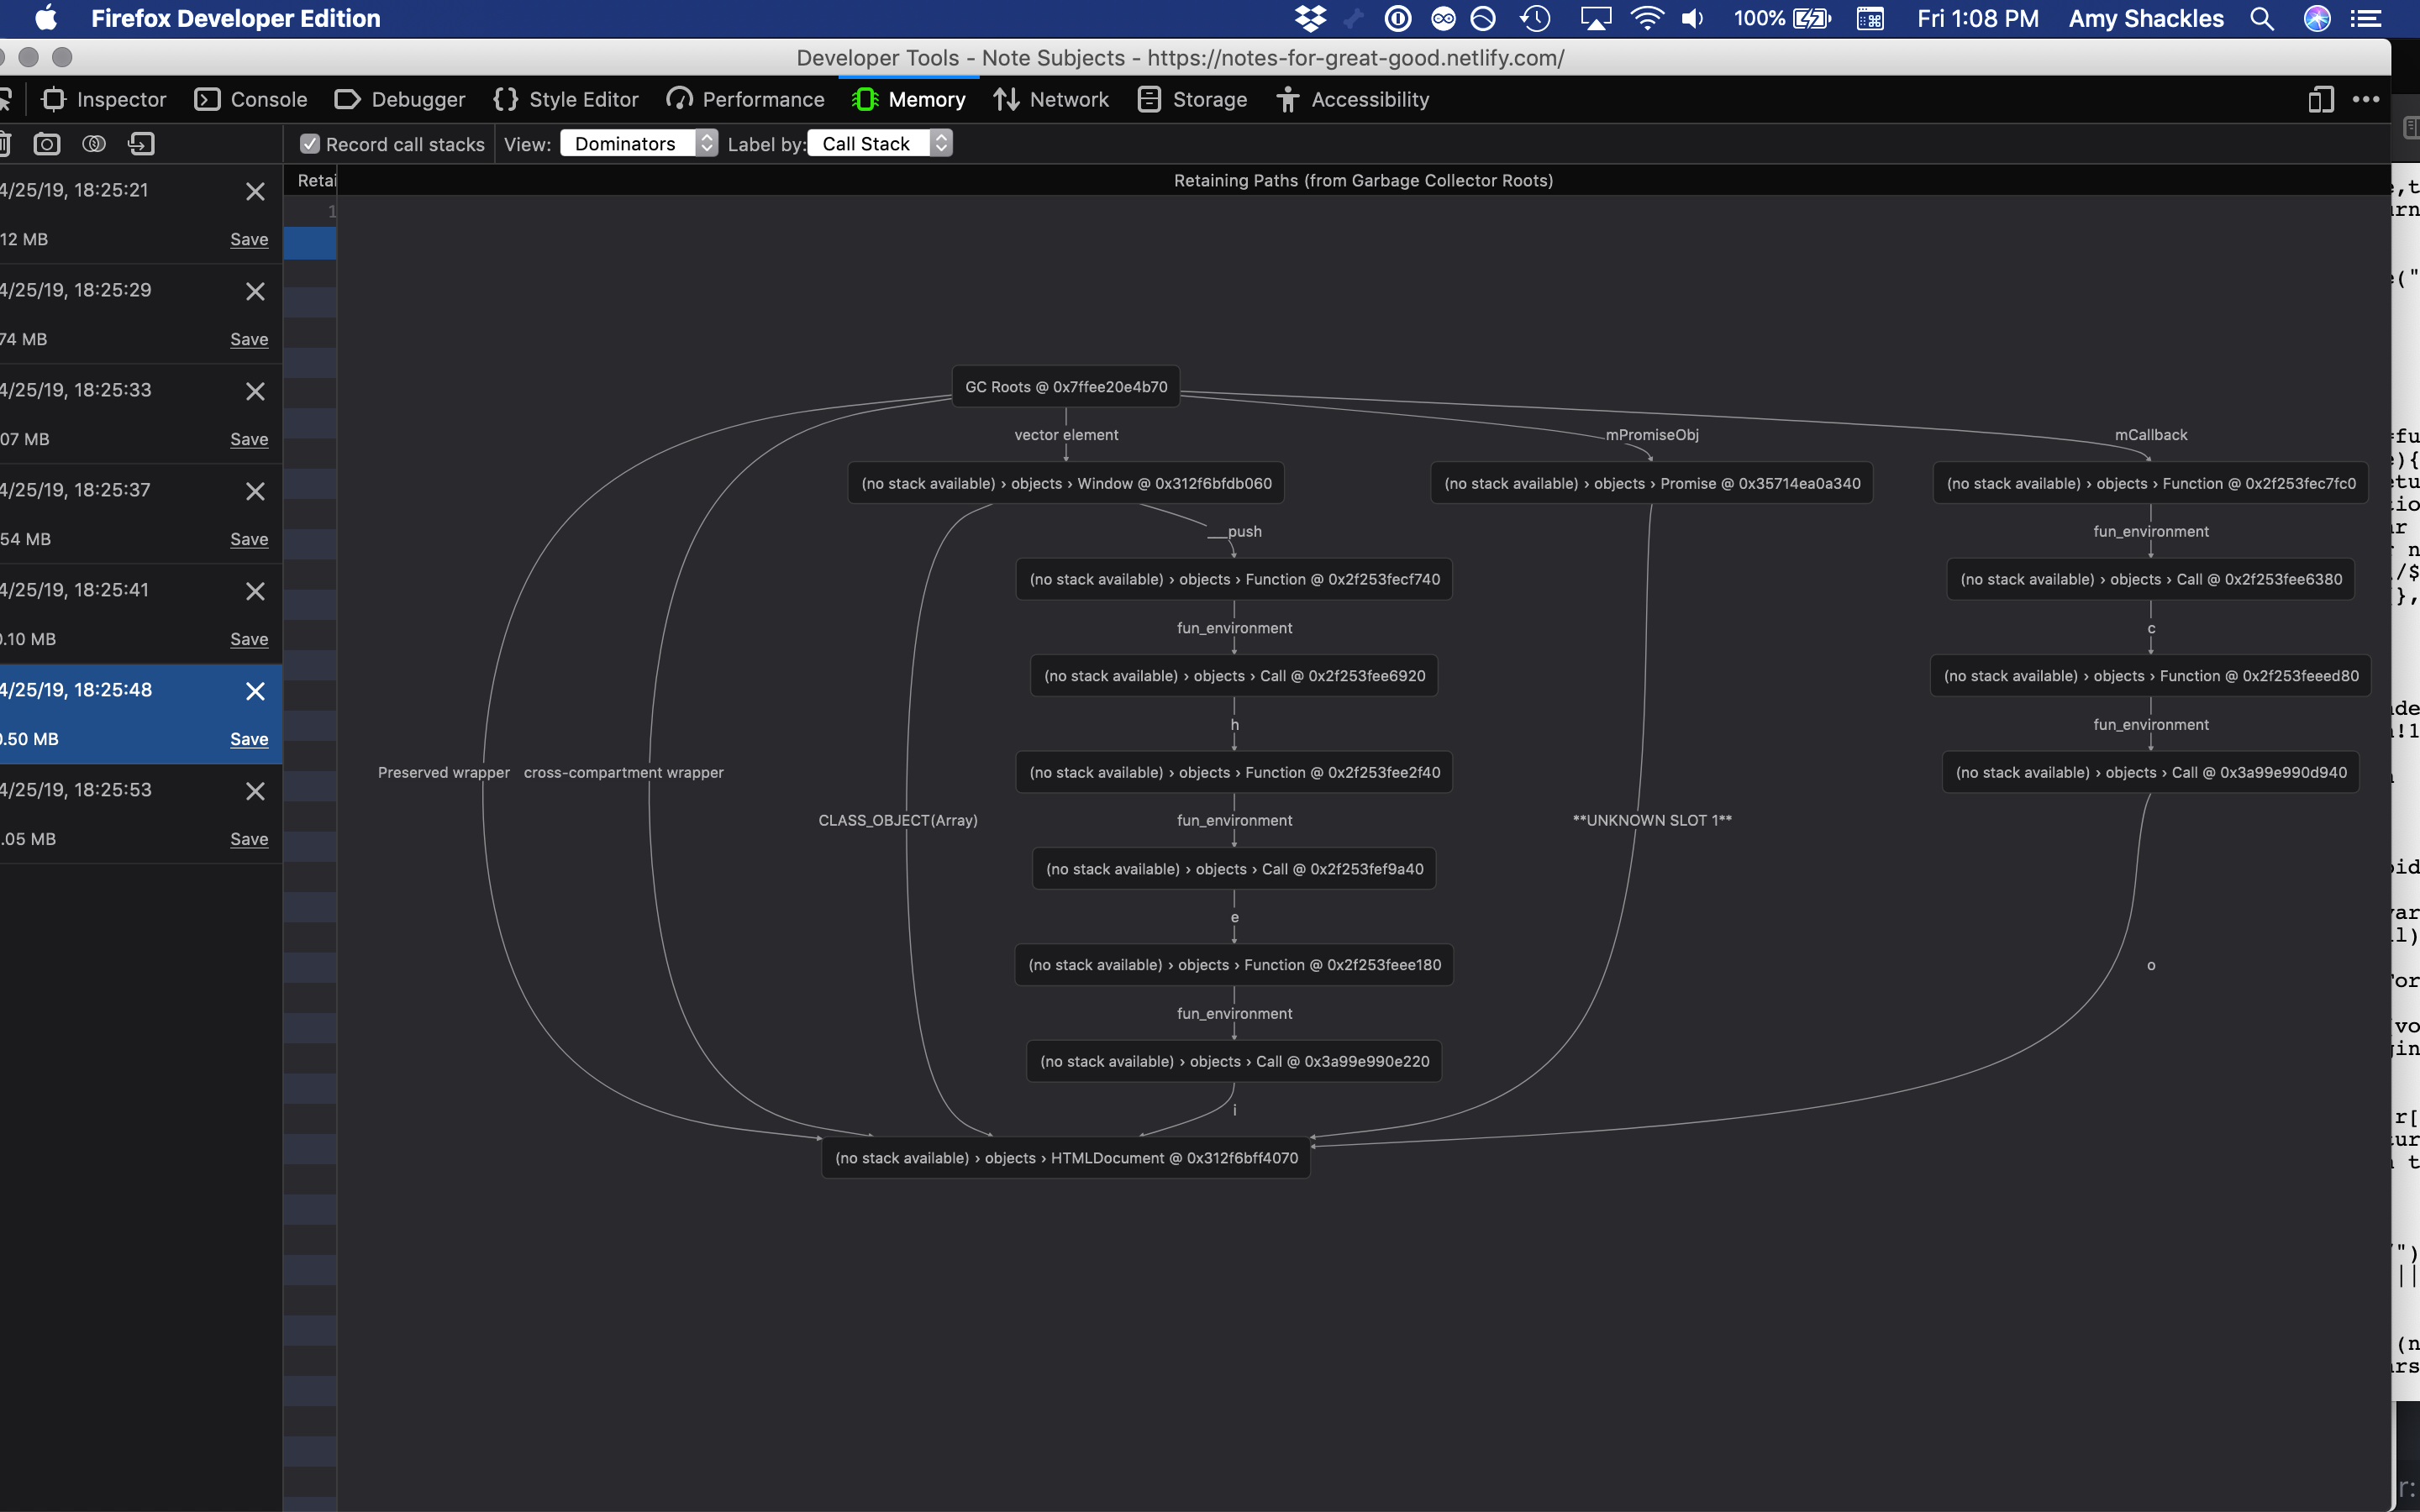 Firefox Developer Edition
100%
Fri 1:08 PM
Amy Shackles
Developer Tools - Note Subjects - https://notes-for-great-good.netlify.com/
Inspector
Console
Debugger
Style Editor
Performance
Memory
Network
Storage
Accessibility
Record call stacks
View:
Dominators
Label by:
Call Stack
4/25/19, 18:25:21
12 MB
Save
4/25/19, 18:25:29
74 MB
Save
4/25/19, 18:25:33
07 MB
Save
4/25/19, 18:25:37
54 MB
Save
4/25/19, 18:25:41
0.10 MB
Save
4/25/19, 18:25:48
0.50 MB
Save
4/25/19, 18:25:53
.05 MB
Save
Retai
1
Retaining Paths (from Garbage Collector Roots)
GC Roots @ 0x7ffee20e4b70
vector element
mPromiseObj
mCallback
(no stack available) › objects › Window @ 0x312f6bfdb060
(no stack available) › objects › Promise @ 0x35714ea0a340
(no stack available) › objects › Function @ 0x2f253fec7fc0
__push
fun_environment
(no stack available) › objects › Function @ 0x2f253fecf740
(no stack available) › objects › Call @ 0x2f253fee6380
fun_environment
c
(no stack available) › objects › Call @ 0x2f253fee6920
(no stack available) › objects › Function @ 0x2f253feeed80
h
fun_environment
Preserved wrapper
cross-compartment wrapper
(no stack available) › objects › Function @ 0x2f253fee2f40
(no stack available) › objects › Call @ 0x3a99e990d940
CLASS_OBJECT(Array)
fun_environment
**UNKNOWN SLOT 1**
(no stack available) › objects › Call @ 0x2f253fef9a40
e
(no stack available) › objects › Function @ 0x2f253feee180
o
fun_environment
(no stack available) › objects › Call @ 0x3a99e990e220
i
(no stack available) › objects › HTMLDocument @ 0x312f6bff4070